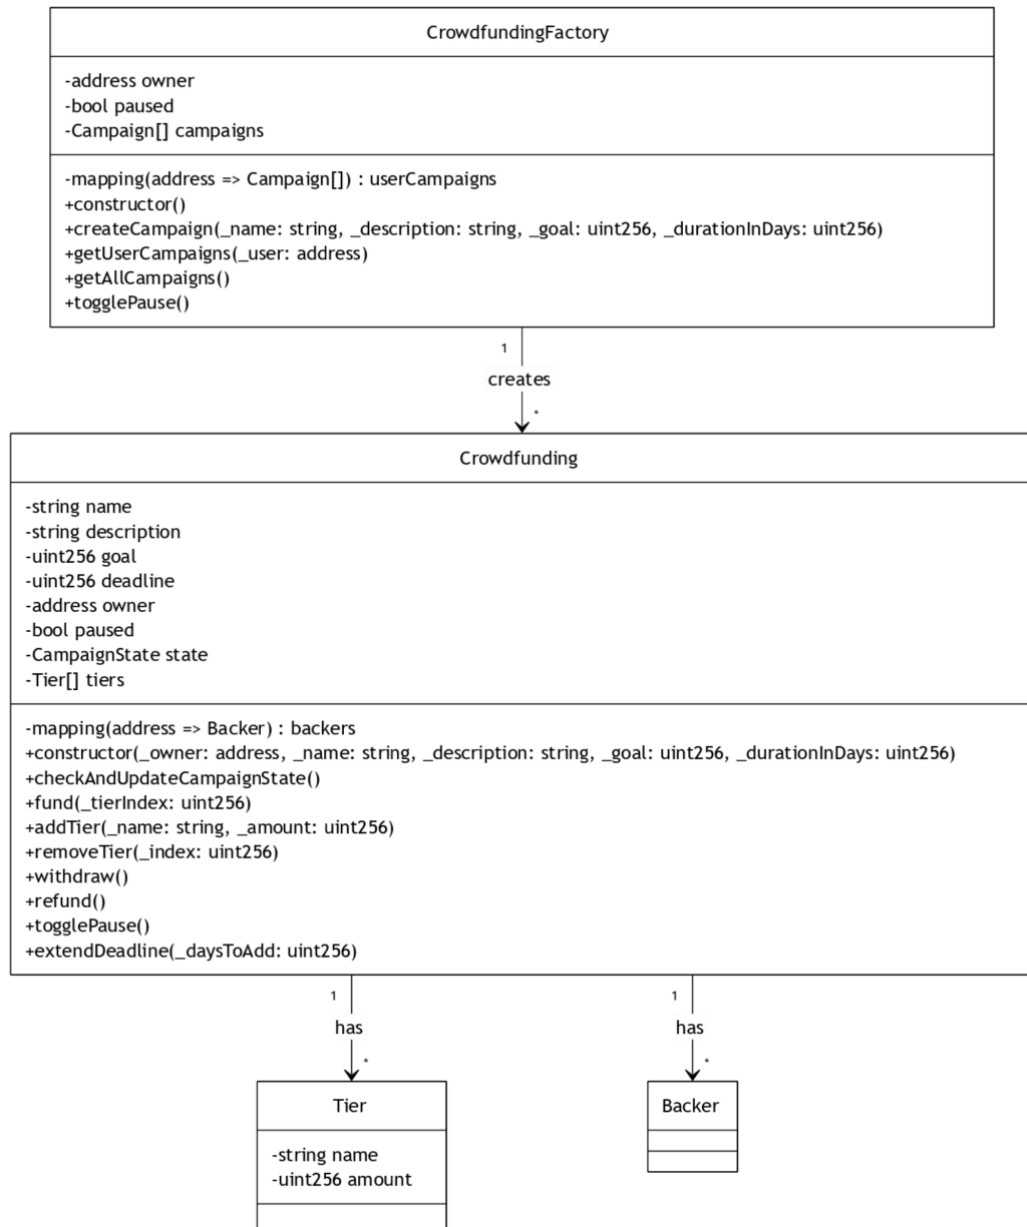 CrowdfundingFactory
-address owner
-bool paused
-Campaign[] campaigns
-mapping(address => Campaign[]) : userCampaigns
+constructor()
+createCampaign(_name: string, _description: string, _goal: uint256, _durationInDays: uint256)
+getUserCampaigns(_user: address)
+getAllCampaigns()
+togglePause()
1
creates
*
Crowdfunding
-string name
-string description
-uint256 goal
-uint256 deadline
-address owner
-bool paused
-CampaignState state
-Tier[] tiers
-mapping(address => Backer) : backers
+constructor(_owner: address, _name: string, _description: string, _goal: uint256, _durationInDays: uint256)
+checkAndUpdateCampaignState()
+fund(_tierIndex: uint256)
+addTier(_name: string, _amount: uint256)
+removeTier(_index: uint256)
+withdraw()
+refund()
+togglePause()
+extendDeadline(_daysToAdd: uint256)
1
has
*
1
has
*
Tier
-string name
-uint256 amount
Backer